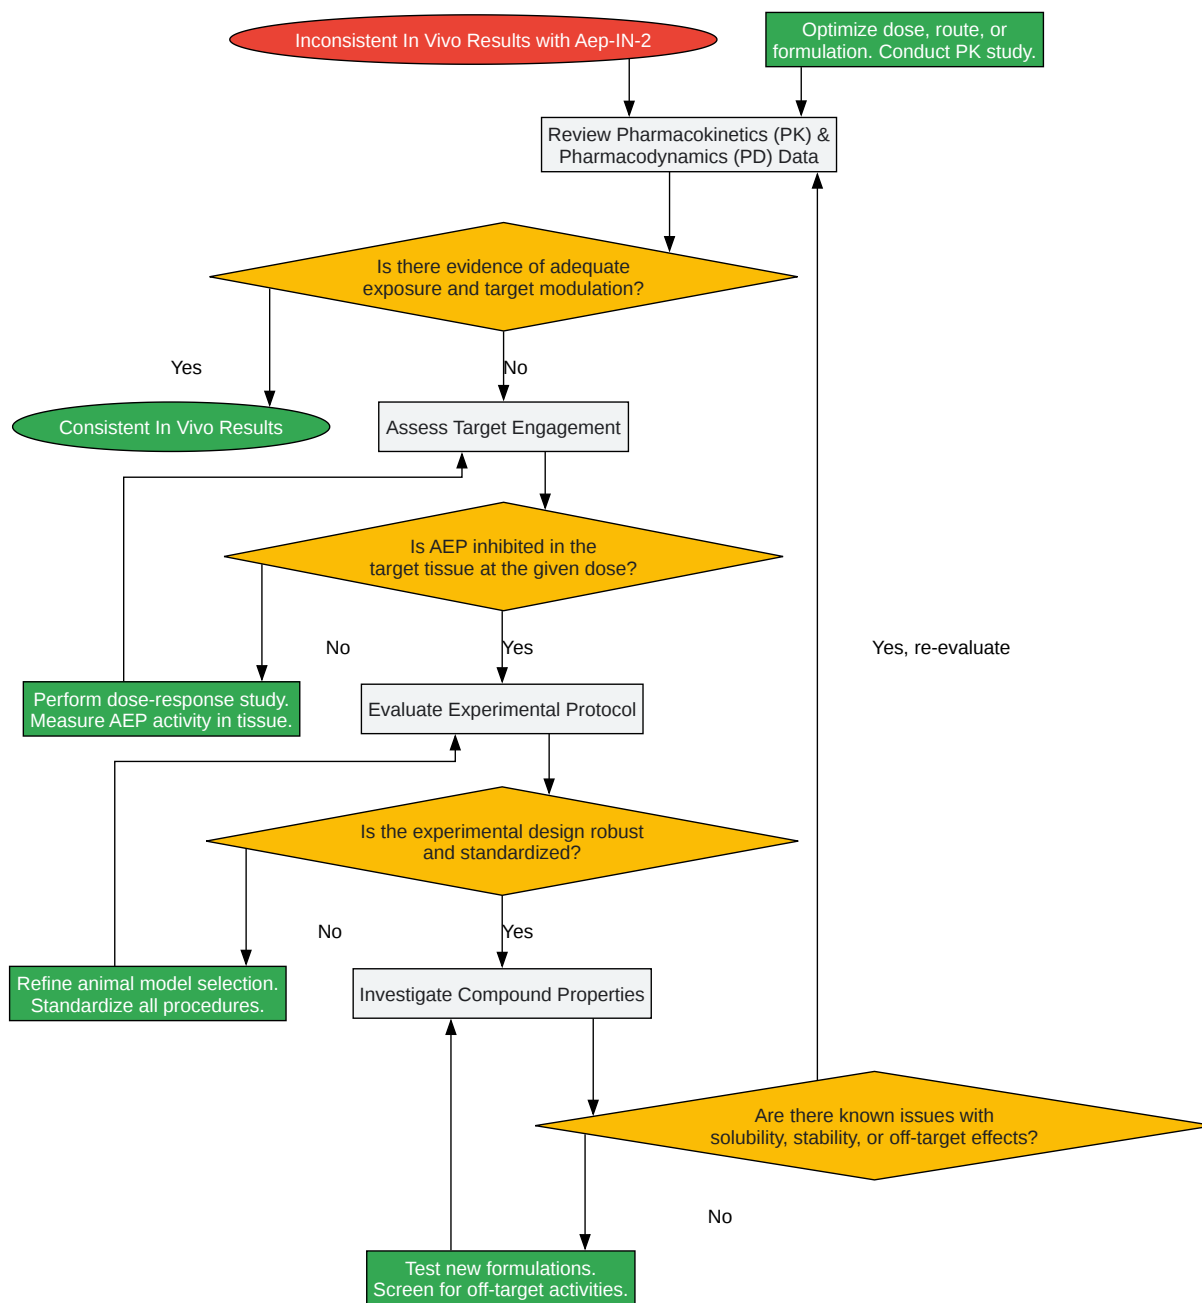 Inconsistent In Vivo Results with Aep-IN-2
Optimize dose, route, or
formulation. Conduct PK study.
Review Pharmacokinetics (PK) &
Pharmacodynamics (PD) Data
Is there evidence of adequate
exposure and target modulation?
Yes
No
Consistent In Vivo Results
Assess Target Engagement
Is AEP inhibited in the
target tissue at the given dose?
No
Yes
Yes, re-evaluate
Perform dose-response study.
Measure AEP activity in tissue.
Evaluate Experimental Protocol
Is the experimental design robust
and standardized?
No
Yes
Refine animal model selection.
Standardize all procedures.
Investigate Compound Properties
Are there known issues with
solubility, stability, or off-target effects?
No
Test new formulations.
Screen for off-target activities.